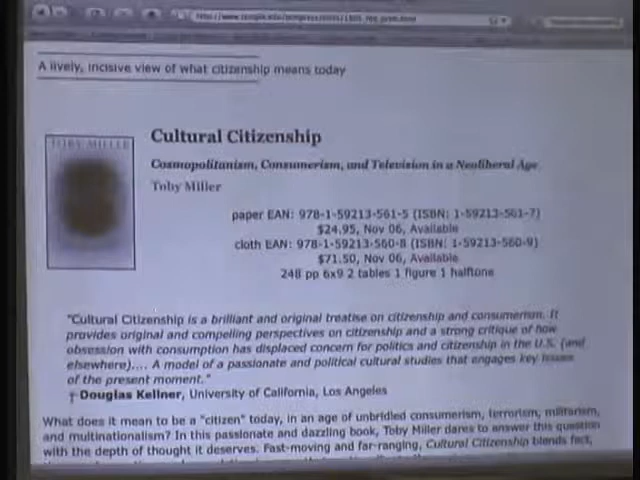 A lively, incisive view of what citizenship means today
TOBY MILLER
Cultural Citizenship
Cosmopolitanism, Consumerism, and Television in a Neoliberal Age
Toby Miller
paper EAN: 978-1-59213-561-5 (ISBN: 1-59213-561-7)
$24.95, Nov 06, Available
cloth EAN: 978-1-59213-560-8 (ISBN: 1-59213-560-9)
$71.50, Nov 06, Available
248 pp 6x9 2 tables 1 figure 1 halftone
"Cultural Citizenship is a brilliant and original treatise on citizenship and consumerism. It
provides original and compelling perspectives on citizenship and a strong critique of how
obsession with consumption has displaced concern for politics and citizenship in the U.S. (and
elsewhere).... A model of a passionate and political cultural studies that engages key issues
of the present moment."
Douglas Kellner, University of California, Los Angeles
What does it mean to be a "citizen" today, in an age of unbridled consumerism, terrorism, militarism,
and multinationalism? In this passionate and dazzling book, Toby Miller dares to answer this question
with the depth of thought it deserves. Fast-moving and far-ranging, Cultural Citizenship blends fact,